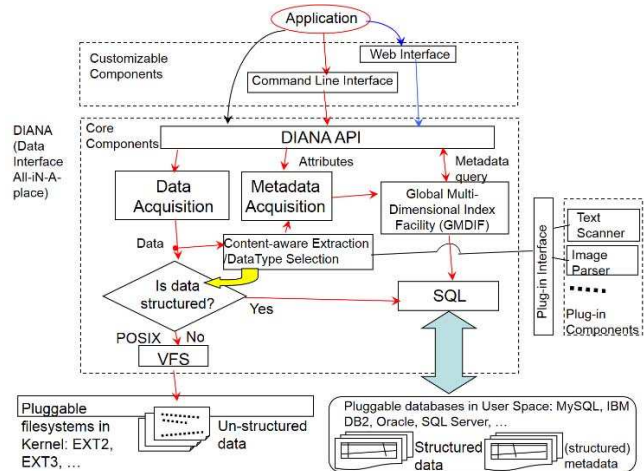 Application
Customizable
Components
Web Interface
Command Line Interface
DIANA
(Data
Interface
All-iN-A-
place)
Core
Components
DIANA API
Attributes
Metadata
query
Data
Acquisition
Metadata
Acquisition
Global Multi-
Dimensional Index
Facility (GMDIF)
Data
Content-aware Extraction
/DataType Selection
Is data
structured?
Yes
SQL
POSIX
No
VFS
Plug-in Interface
Text
Scanner
Image
Parser
Plug-in
Components
Pluggable
filesystems in
Kernel: EXT2,
EXT3, ...
Un-structured
data
Pluggable databases in User Space: MySQL, IBM
DB2, Oracle, SQL Server, ...
Structured
data
(structured)
metadata